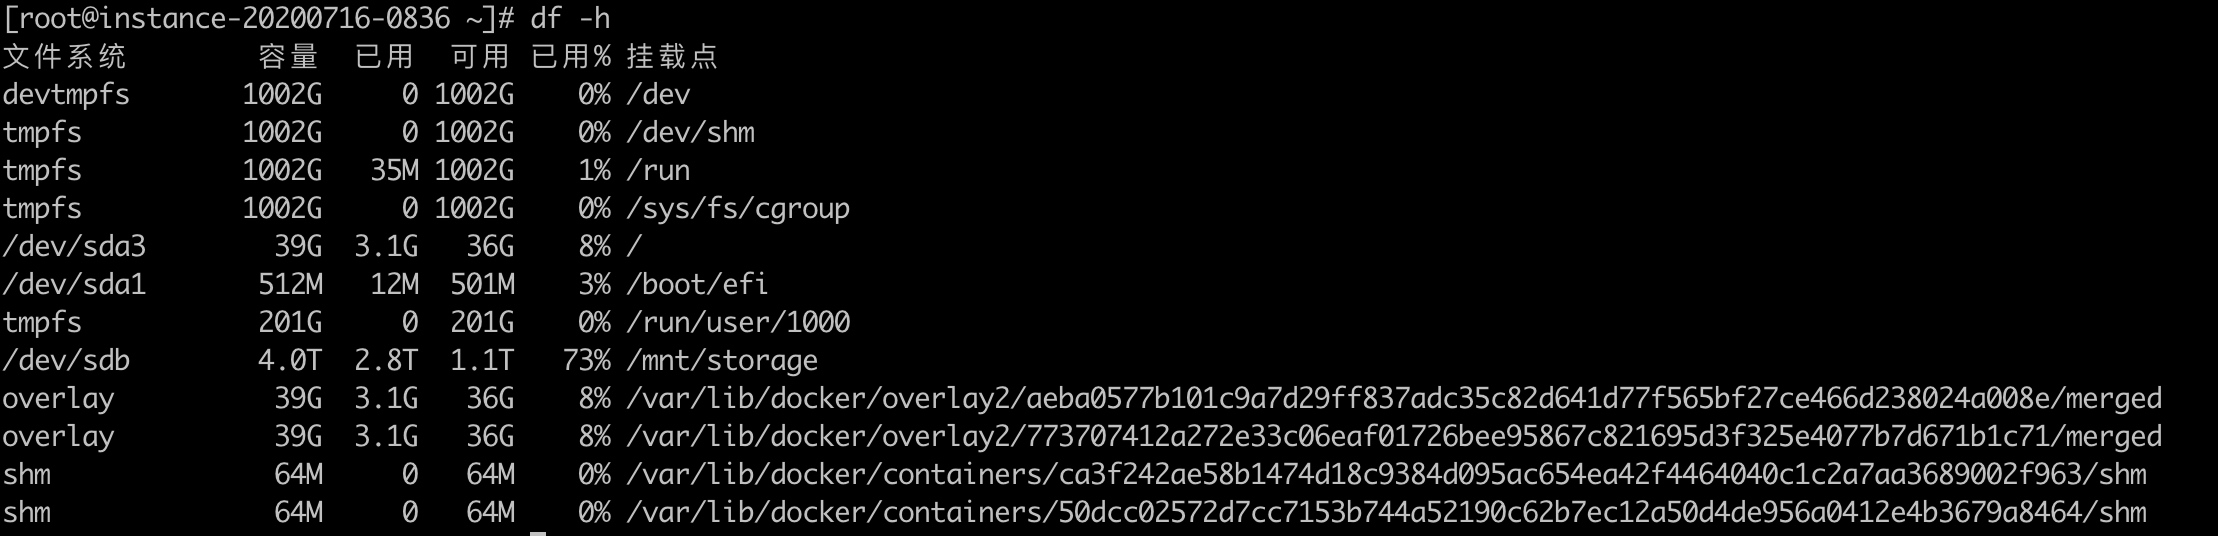 [root@instance-20200716-0836 ~]# df -h
文件系统        容量  已用  可用 已用% 挂载点
devtmpfs       1002G     0 1002G    0% /dev
tmpfs          1002G     0 1002G    0% /dev/shm
tmpfs          1002G   35M 1002G    1% /run
tmpfs          1002G     0 1002G    0% /sys/fs/cgroup
/dev/sda3        39G  3.1G   36G    8% /
/dev/sda1       512M   12M  501M    3% /boot/efi
tmpfs           201G     0  201G    0% /run/user/1000
/dev/sdb        4.0T  2.8T  1.1T   73% /mnt/storage
overlay          39G  3.1G   36G    8% /var/lib/docker/overlay2/aeba0577b101c9a7d29ff837adc35c82d641d77f565bf27ce466d238024a008e/merged
overlay          39G  3.1G   36G    8% /var/lib/docker/overlay2/773707412a272e33c06eaf01726bee95867c821695d3f325e4077b7d671b1c71/merged
shm              64M     0   64M    0% /var/lib/docker/containers/ca3f242ae58b1474d18c9384d095ac654ea42f4464040c1c2a7aa3689002f963/shm
shm              64M     0   64M    0% /var/lib/docker/containers/50dcc02572d7cc7153b744a52190c62b7ec12a50d4de956a0412e4b3679a8464/shm